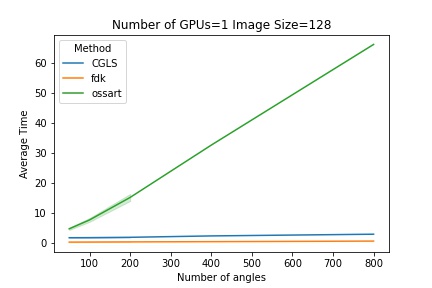 Number of GPUs=1 Image Size=128
Method
CGLS
fdk
ossart
Average Time
60
50
40
30
20
10
0
100 200 300 400 500 600 700 800
Number of angles